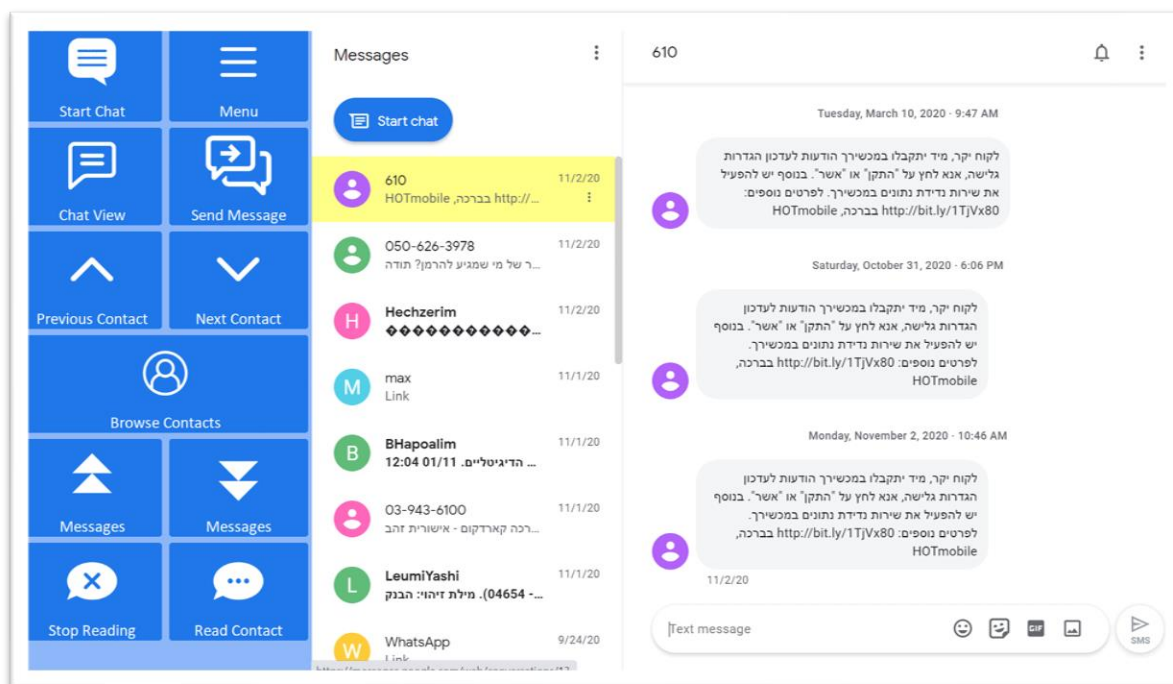 Start Chat
Menu
Chat View
Send Message
Previous Contact
Next Contact
Browse Contacts
Messages
Messages
Stop Reading
Read Contact
Messages
Start chat
610
11/2/20
HOTmobile ,בברכה http://...
050-626-3978
11/2/20
...ר של מי שמגיע להרמן? תודה
Hechzerim
11/2/20
������������...
M
max
11/1/20
Link
B
BHapoalim
11/1/20
... הדיגיטליים. 01/11 12:04
03-943-6100
11/1/20
...רכה קארדקום - אישורית זהב
L
LeumiYashi
11/1/20
...- 04654). מילת זיהוי: הבנק
W
WhatsApp
9/24/20
Link
610
Tuesday, March 10, 2020 · 9:47 AM
לקוח יקר, מיד יתקבלו במכשירך הודעות לעדכון הגדרות
גלישה, אנא לחץ על "התקן" או "אשר". בנוסף יש להפעיל
את שירות נדידת נתונים במכשירך. לפרטים נוספים:
http://bit.ly/1TjVx80 בברכה, HOTmobile
Saturday, October 31, 2020 · 6:06 PM
לקוח יקר, מיד יתקבלו במכשירך הודעות לעדכון
הגדרות גלישה, אנא לחץ על "התקן" או "אשר". בנוסף
יש להפעיל את שירות נדידת נתונים במכשירך.
לפרטים נוספים: http://bit.ly/1TjVx80 בברכה,
HOTmobile
Monday, November 2, 2020 · 10:46 AM
לקוח יקר, מיד יתקבלו במכשירך הודעות לעדכון
הגדרות גלישה, אנא לחץ על "התקן" או "אשר". בנוסף
יש להפעיל את שירות נדידת נתונים במכשירך.
לפרטים נוספים: http://bit.ly/1TjVx80 בברכה,
HOTmobile
11/2/20
Text message
GIF
SMS